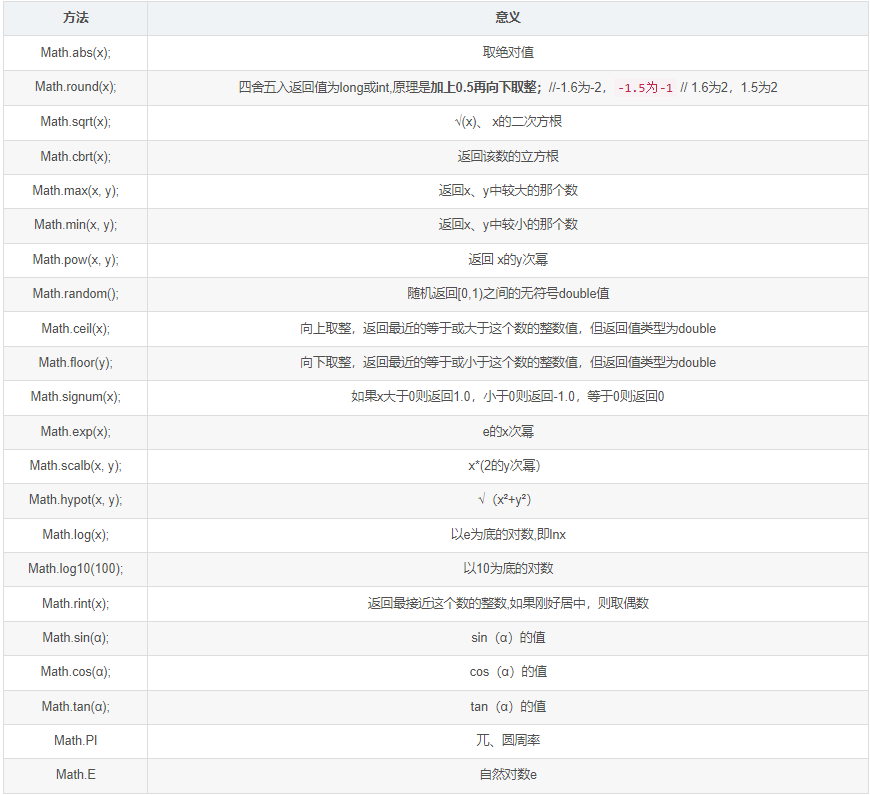 方法 意义
Math.abs(x); 取绝对值
Math.round(x); 四舍五入返回值为long或int,原理是加上0.5再向下取整；//-1.6为-2， -1.5为-1 // 1.6为2，1.5为2
Math.sqrt(x); √(x)、 x的二次方根
Math.cbrt(x); 返回该数的立方根
Math.max(x, y); 返回x、y中较大的那个数
Math.min(x, y); 返回x、y中较小的那个数
Math.pow(x, y); 返回 x的y次幂
Math.random(); 随机返回[0,1)之间的无符号double值
Math.ceil(x); 向上取整，返回最近的等于或大于这个数的整数值，但返回值类型为double
Math.floor(y); 向下取整，返回最近的等于或小于这个数的整数值，但返回值类型为double
Math.signum(x); 如果x大于0则返回1.0，小于0则返回-1.0，等于0则返回0
Math.exp(x); e的x次幂
Math.scalb(x, y); x*(2的y次幂）
Math.hypot(x, y); √（x²+y²）
Math.log(x); 以e为底的对数,即lnx
Math.log10(100); 以10为底的对数
Math.rint(x); 返回最接近这个数的整数,如果刚好居中，则取偶数
Math.sin(α); sin（α）的值
Math.cos(α); cos（α）的值
Math.tan(α); tan（α）的值
Math.PI 兀、圆周率
Math.E 自然对数e